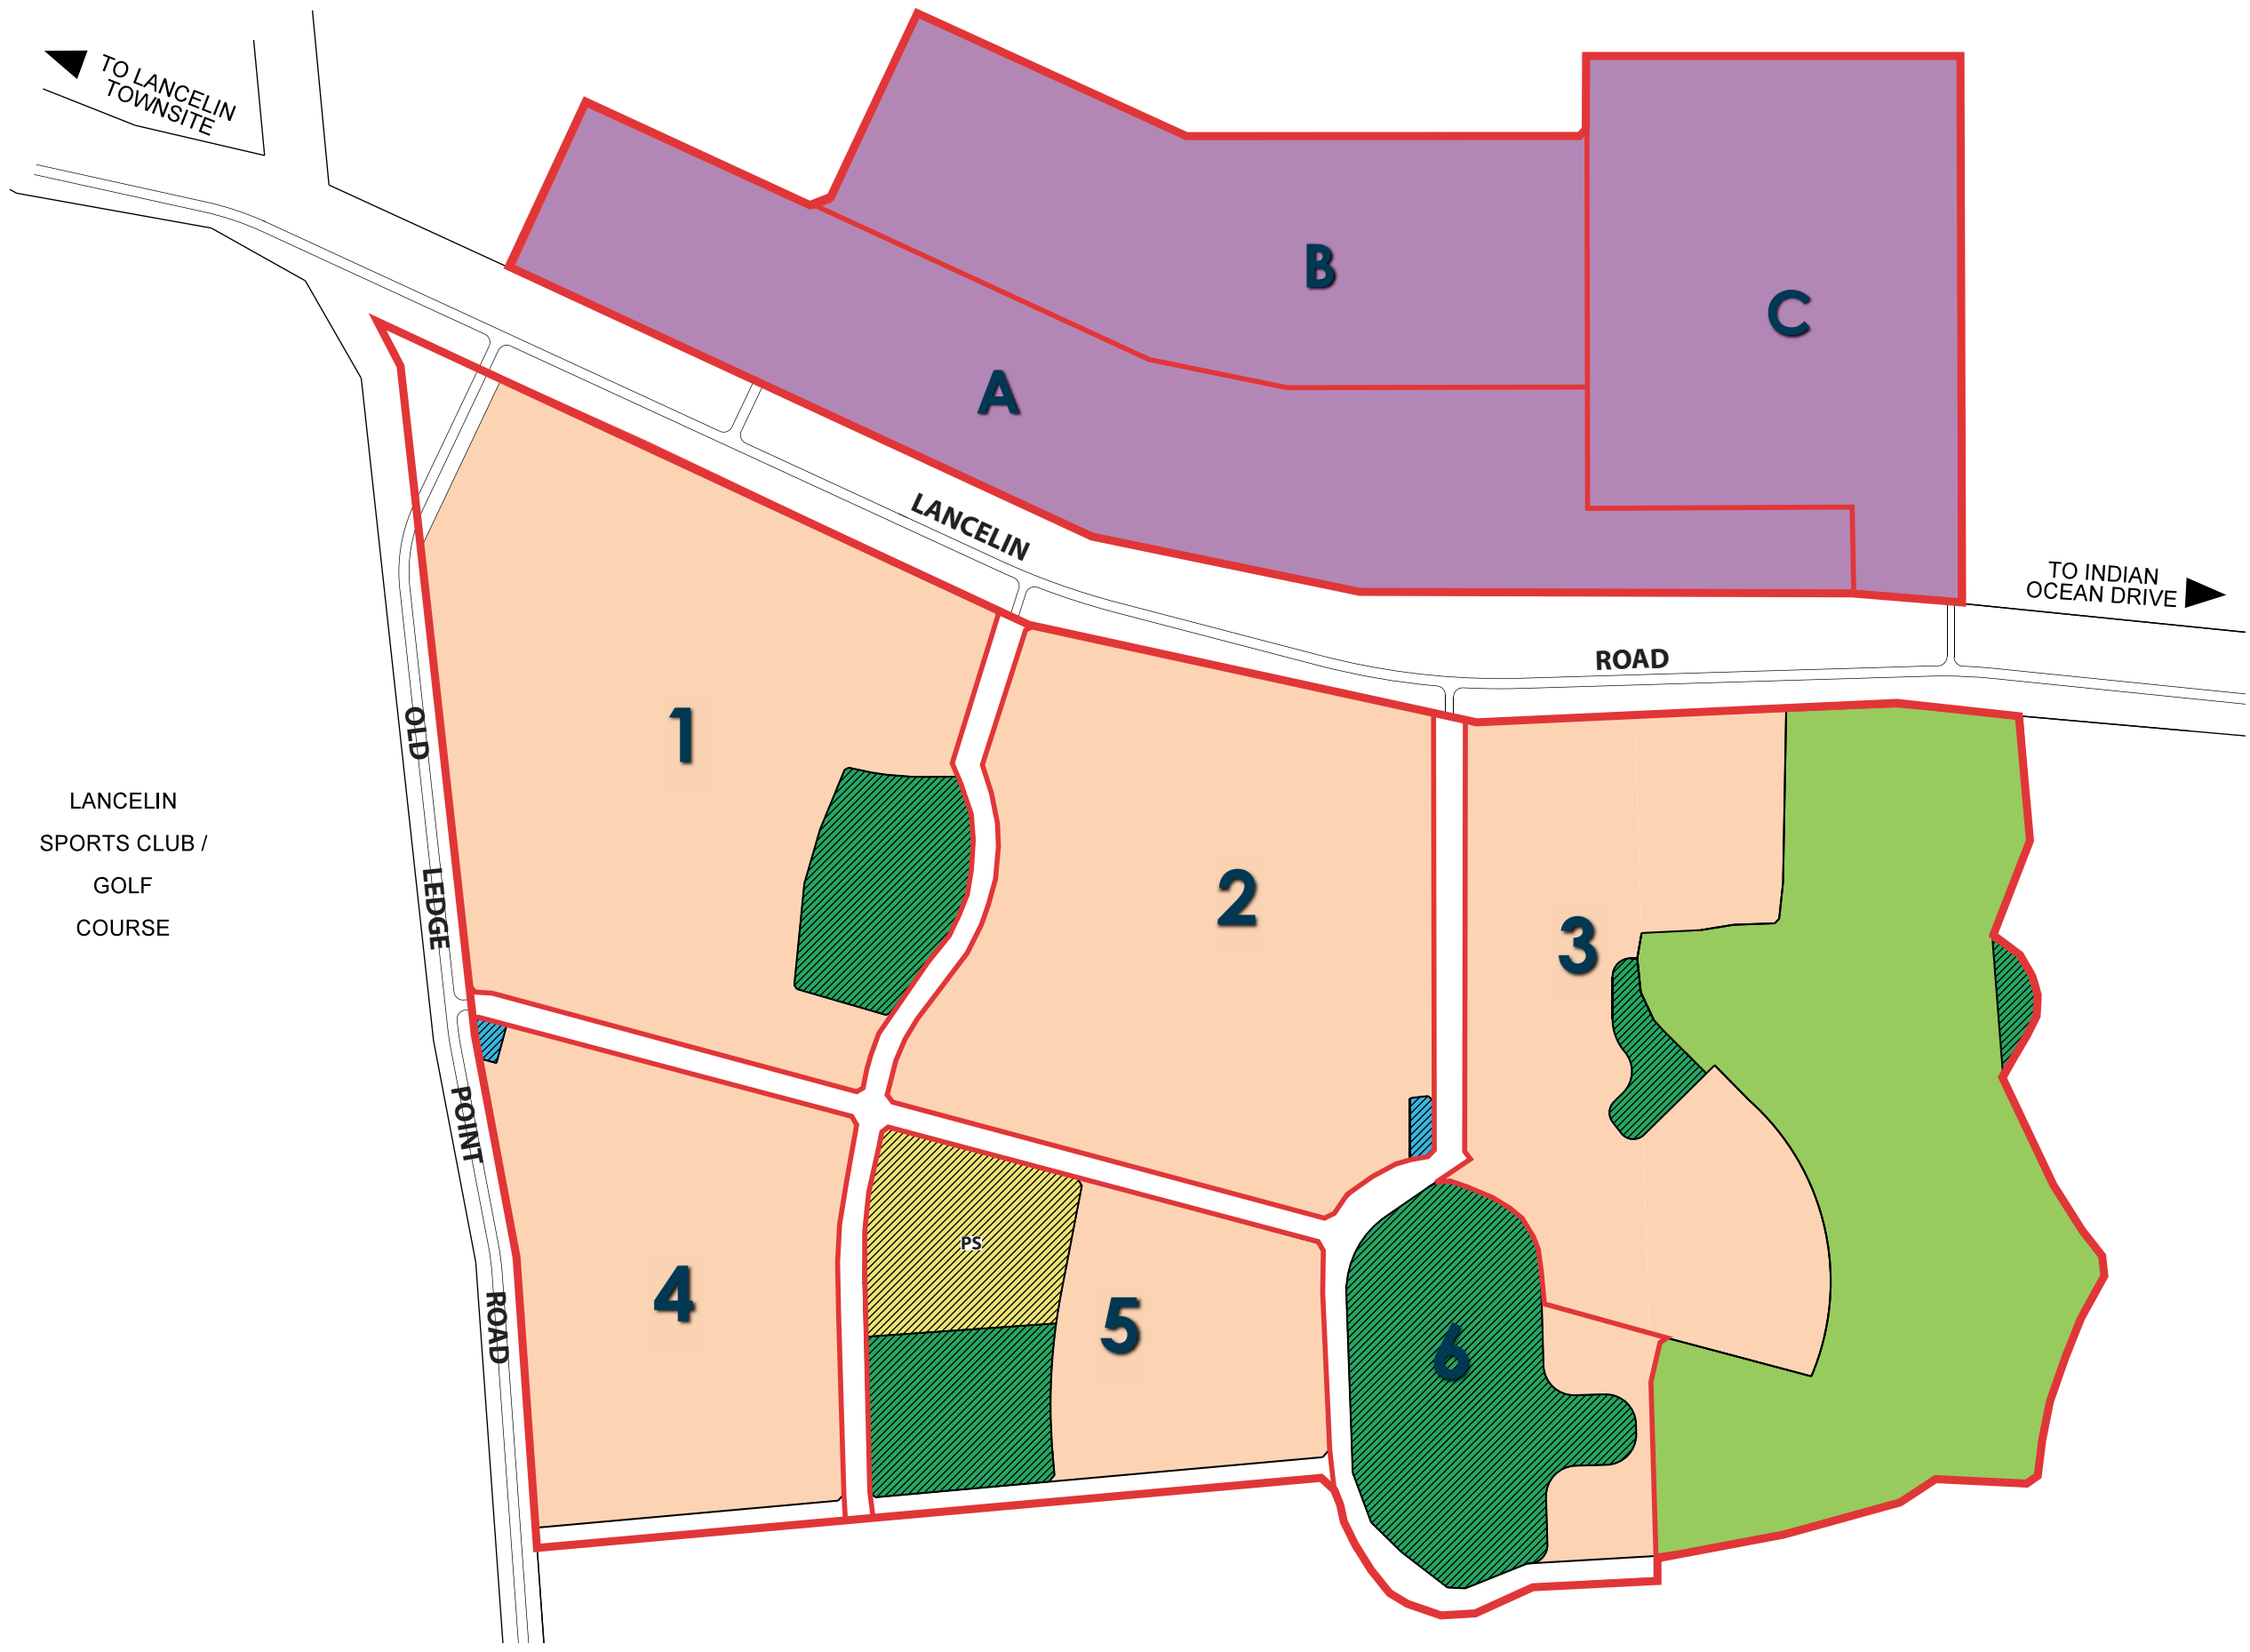 TO LANCELIN
TOWNSITE
B
C
A
LANCELIN
TO INDIAN
OCEAN DRIVE
ROAD
1
OLD
LANCELIN
SPORTS CLUB /
GOLF
COURSE
LEDGE
2
3
POINT
PS
4
5
6
ROAD